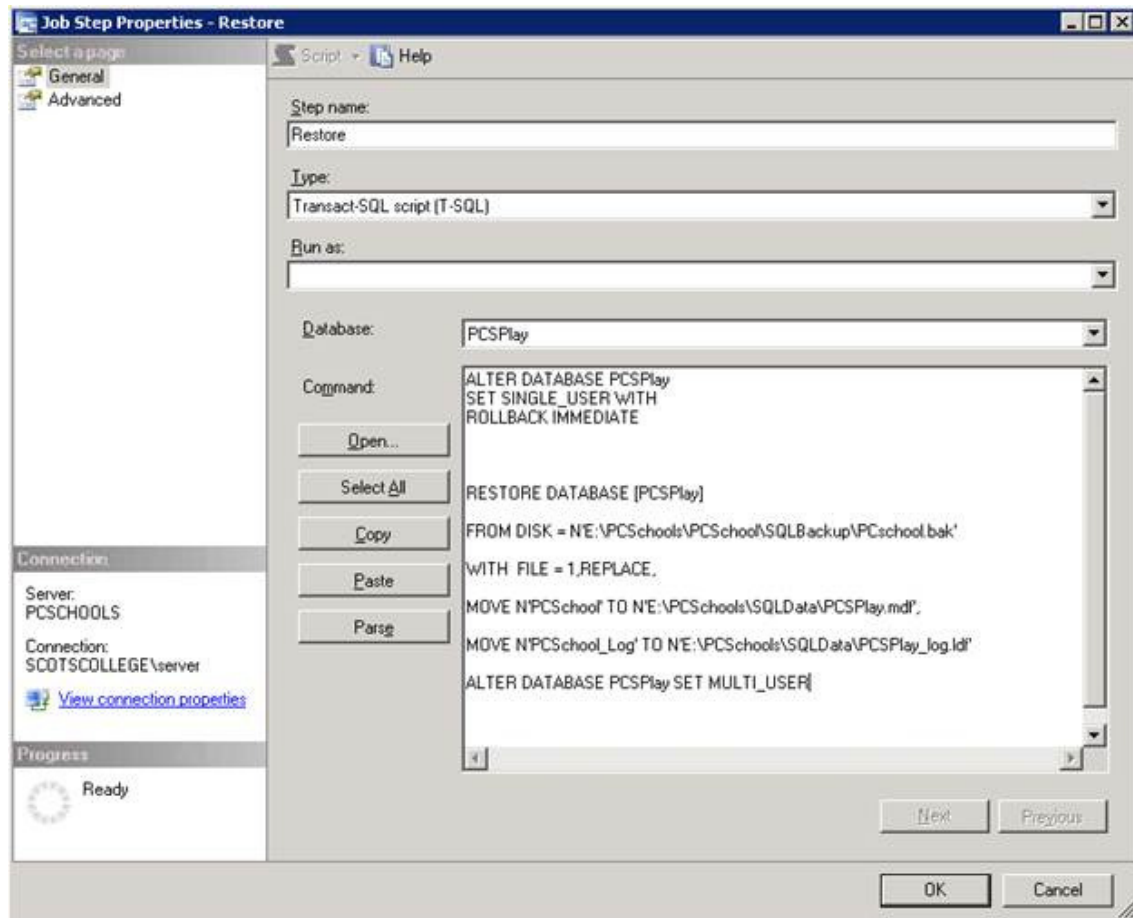 Job Step Properties - Restore
Select a page
General
Advanced
Script
Help
Step name:
Restore
Type:
Transact-SQL script (T-SQL)
Run as:
Database:
PCSPlay
Command:
ALTER DATABASE PCSPlay
SET SINGLE_USER WITH
ROLLBACK IMMEDIATE
RESTORE DATABASE [PCSPlay]
FROM DISK = N'E:\PCSchools\PCSchool\SQLBackup\PCschool.bak'
WITH FILE = 1,REPLACE,
MOVE N'PCSchool' TO N'E:\PCSchools\SQLData\PCSPlay.mdf',
MOVE N'PCSchool_Log' TO N'E:\PCSchools\SQLData\PCSPlay_log.ldf'
ALTER DATABASE PCSPlay SET MULTI_USER
Open...
Select All
Copy
Paste
Parse
Connection
Server:
PCSCHOOLS
Connection:
SCOTSCOLLEGE\server
View connection properties
Progress
Ready
Next
Previous
OK
Cancel